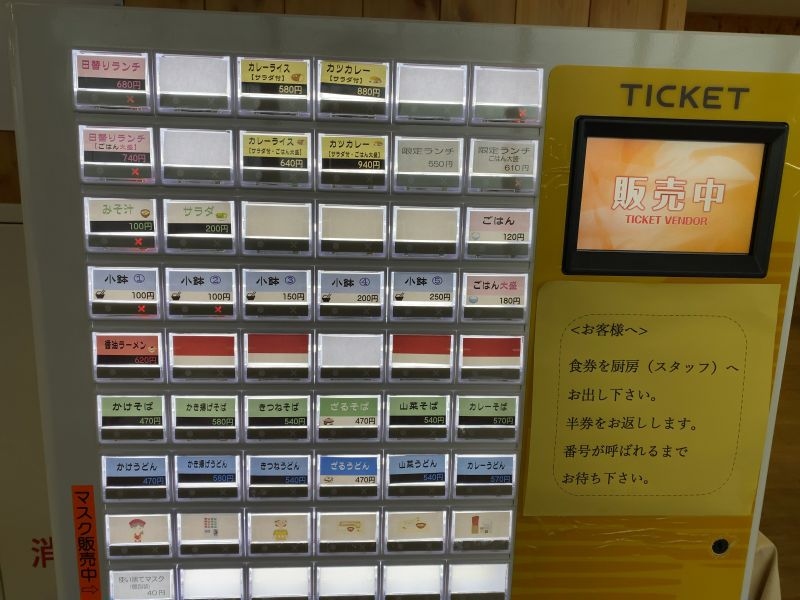 日替りランチ
680円
カレーライス
【サラダ付】
580円
カツカレー
【サラダ付】
880円
日替りランチ
【ごはん大盛】
740円
カレーライス
【サラダ付・ごはん大盛】
640円
カツカレー
【サラダ付・ごはん大盛】
940円
限定ランチ
550円
限定ランチ
ごはん大盛
610円
みそ汁
100円
サラダ
200円
ごはん
120円
小鉢 ①
100円
小鉢 ②
100円
小鉢 ③
150円
小鉢 ④
200円
小鉢 ⑤
250円
ごはん大盛
180円
醤油ラーメン
620円
かけそば
470円
かき揚げそば
580円
きつねそば
540円
ざるそば
470円
山菜そば
540円
カレーそば
570円
かけうどん
470円
かき揚げうどん
580円
きつねうどん
540円
ざるうどん
470円
山菜うどん
540円
カレーうどん
570円
使い捨てマスク
(個包装)
40円
マスク販売中⇨
消
TICKET
販売中
TICKET VENDOR
<お客様へ>
食券を厨房（スタッフ）へ
お出し下さい。
半券をお返しします。
番号が呼ばれるまで
お待ち下さい。